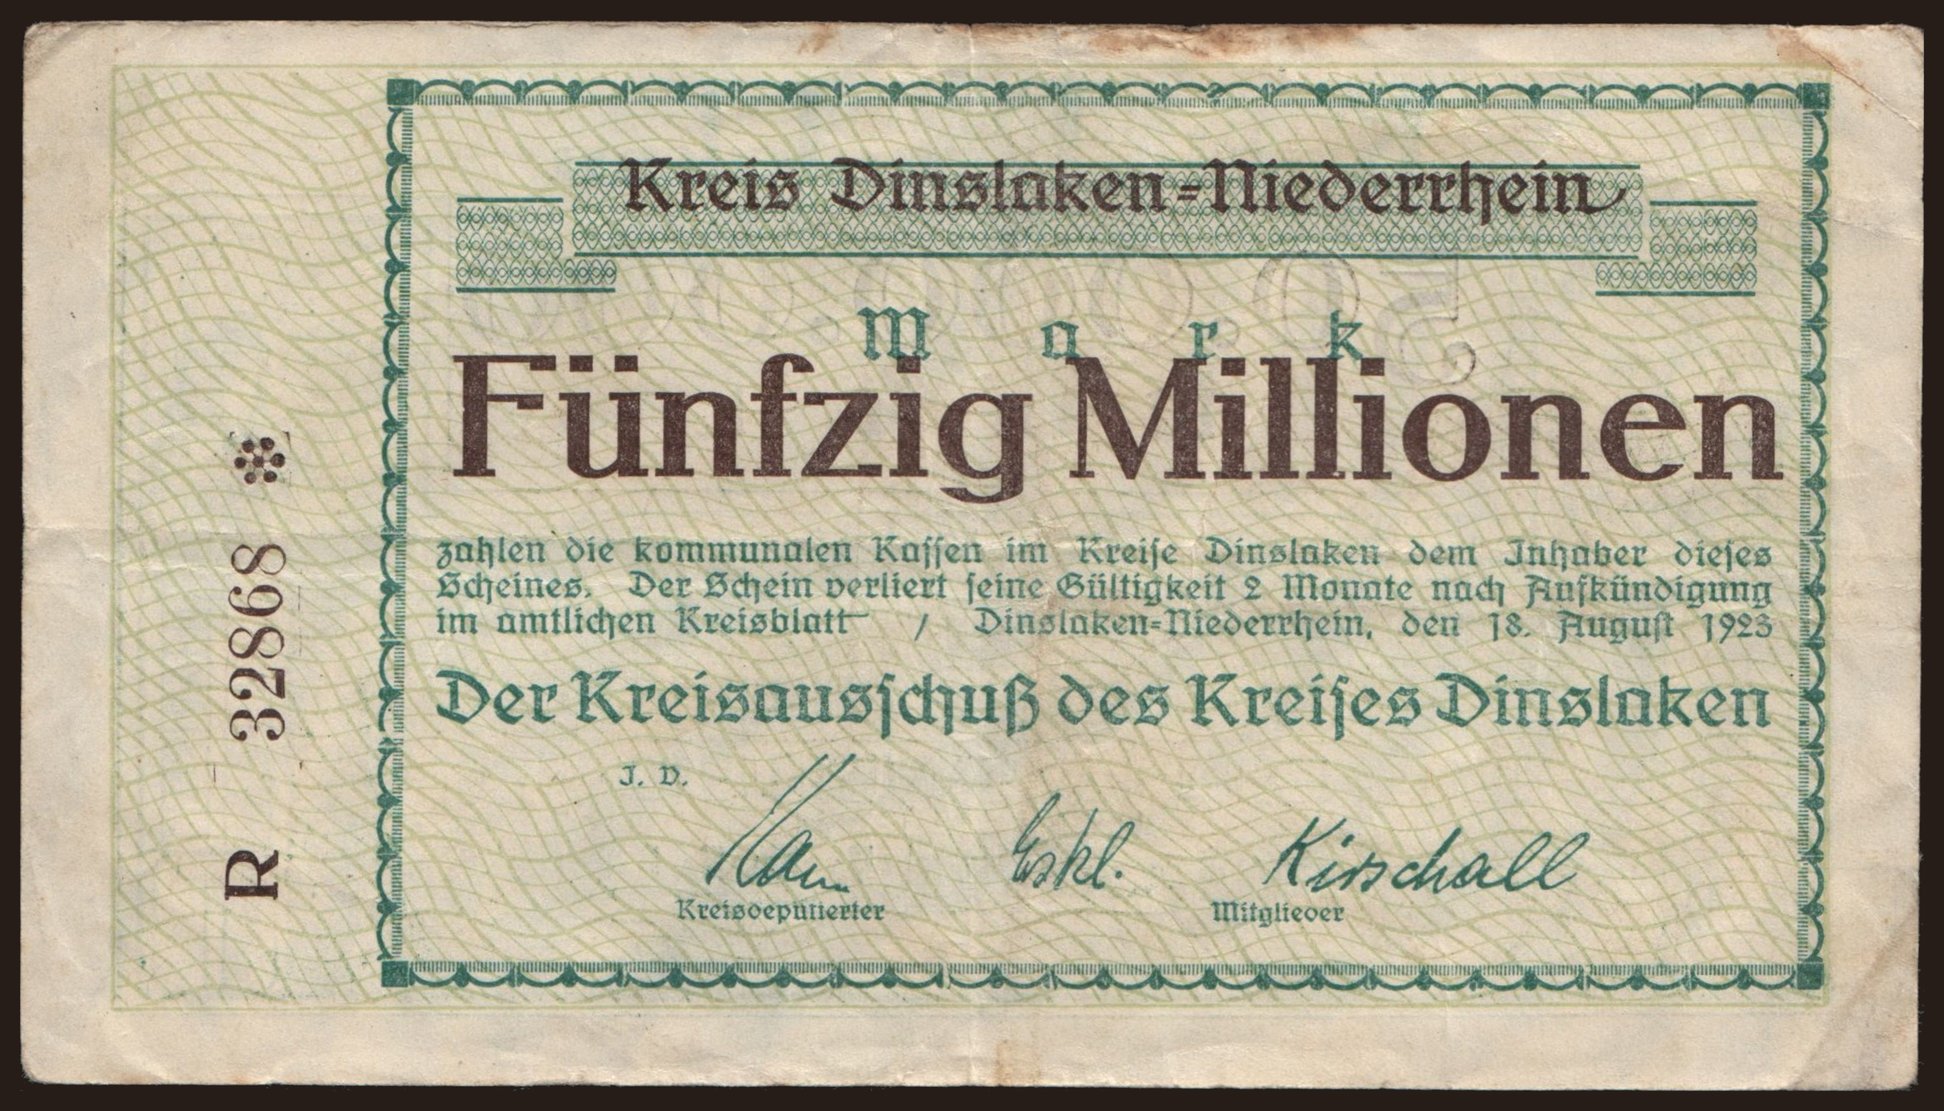 Kreis Dinslaken=Niederrhein
Mark
Fünfzig Millionen
zahlen die kommunalen Kassen im Kreise Dinslaken dem Inhaber dieses
Scheines. Der Schein verliert seine Gültigkeit 2 Monate nach Aufkündigung
im amtlichen Kreisblatt / Dinslaken=Niederrhein, den 18. August 1923
Der Kreisausschuß des Kreises Dinslaken
J. V.
Kirschall
Kreisdeputierter
Mitglieder
R 32868